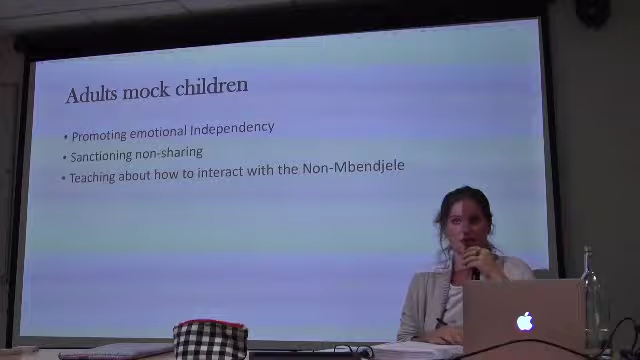 Adults mock children
• Promoting emotional Independency
• Sanctioning non-sharing
• Teaching about how to interact with the Non-Mbendjele